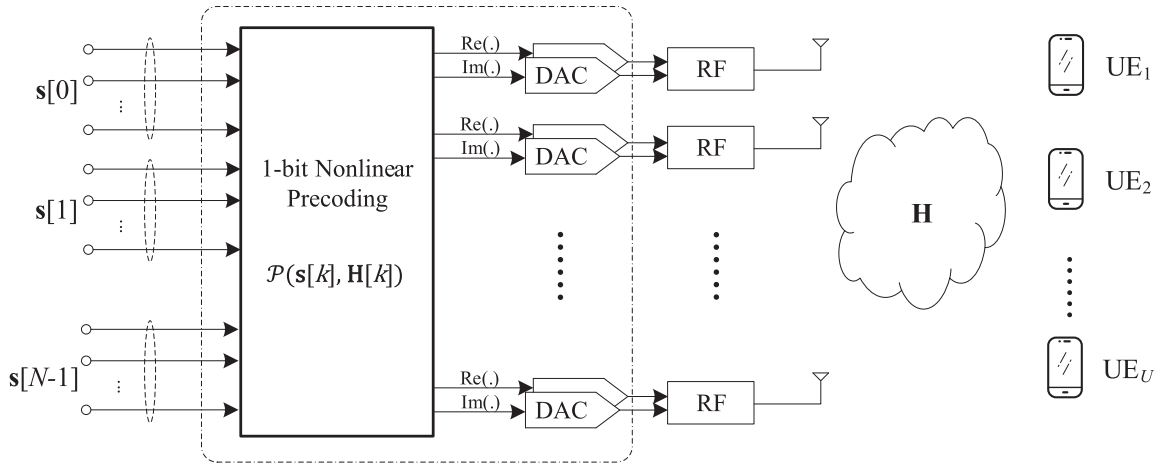 s[0]
...
s[1]
...
s[N-1]
...
1-bit Nonlinear
Precoding
𝒫(s[k], H[k])
Re(.)
Im(.)
DAC
RF
Re(.)
Im(.)
DAC
RF
Re(.)
Im(.)
DAC
RF
H
UE₁
UE₂
UE_U